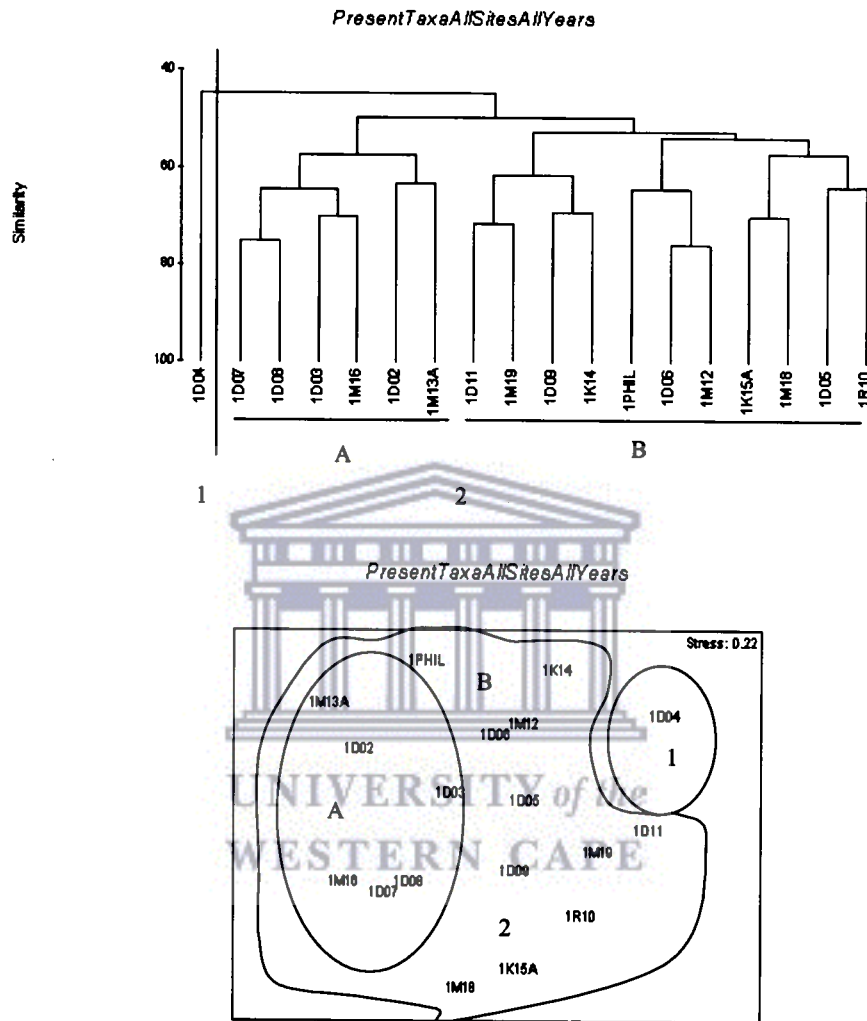 PresentTaxaAllSitesAllYears
Similarity
40
60
80
100
1D04
1D07
1D08
1D03
1M16
1D02
1M13A
1D11
1M19
1D09
1K14
1PHIL
1D06
1M12
1K15A
1M18
1D05
1R10
A
B
1
2
PresentTaxaAllSitesAllYears
Stress: 0.22
1PHIL
1K14
B
1M13A
1D04
1M12
1D06
1D02
1
1D03
1D05
UNIVERSITY of the
A
1D11
WESTERN CAPE
1M19
1D09
1M16
1D08
1D07
1R10
2
1K15A
1M18